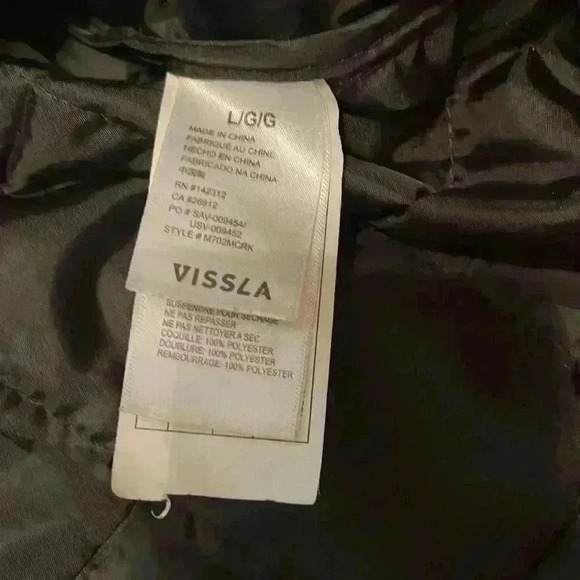 L/G/G
MADE IN CHINA
FABRIQUÉ AU CHINE
HECHO EN CHINA
FABRICADO NA CHINA
中国製
RN #142312
CA #26912
PO # SAV-009454/
USV-009452
STYLE # M702MCRK
VISSLA
SUSPENDRE POUR SECHAGE
NE PAS REPASSER
NE PAS NETTOYER A SEC
COQUILLE: 100% POLYESTER
DOUBLURE: 100% POLYESTER
REMBOURRAGE: 100% POLYESTER